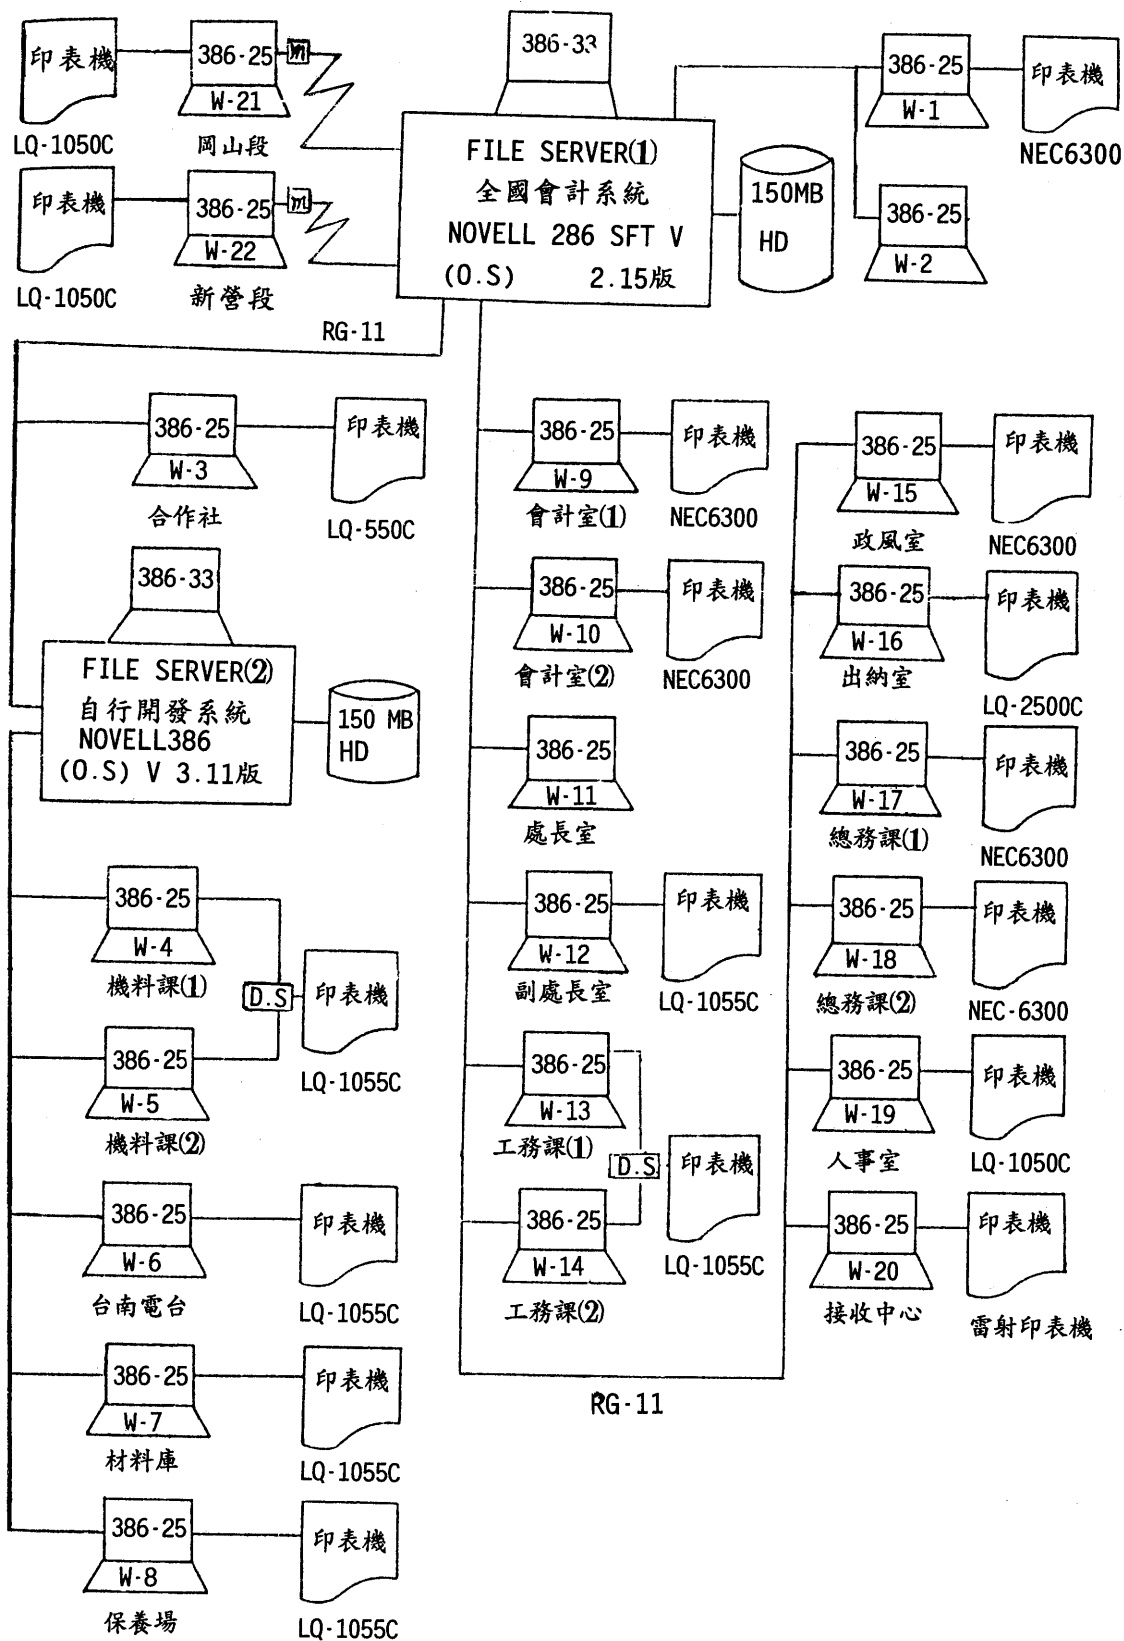 印表機
LQ-1050C
386-25
W-21
岡山段
m
印表機
LQ-1050C
386-25
W-22
新營段
m
386-33
FILE SERVER(1)
全國會計系統
NOVELL 286 SFT V
(O.S) 2.15版
150MB
HD
386-25
W-1
印表機
NEC6300
386-25
W-2
RG-11
386-25
W-3
合作社
印表機
LQ-550C
386-33
FILE SERVER(2)
自行開發系統
NOVELL386
(O.S) V 3.11版
150 MB
HD
386-25
W-4
機料課(1)
D.S
印表機
LQ-1055C
386-25
W-5
機料課(2)
386-25
W-6
台南電台
印表機
LQ-1055C
386-25
W-7
材料庫
印表機
LQ-1055C
386-25
W-8
保養場
印表機
LQ-1055C
386-25
W-9
會計室(1)
印表機
NEC6300
386-25
W-10
會計室(2)
印表機
NEC6300
386-25
W-11
處長室
386-25
W-12
副處長室
印表機
LQ-1055C
386-25
W-13
工務課(1)
D.S
印表機
LQ-1055C
386-25
W-14
工務課(2)
386-25
W-15
政風室
印表機
NEC6300
386-25
W-16
出納室
印表機
LQ-2500C
386-25
W-17
總務課(1)
印表機
NEC6300
386-25
W-18
總務課(2)
印表機
NEC-6300
386-25
W-19
人事室
印表機
LQ-1050C
386-25
W-20
接收中心
印表機
雷射印表機
RG-11